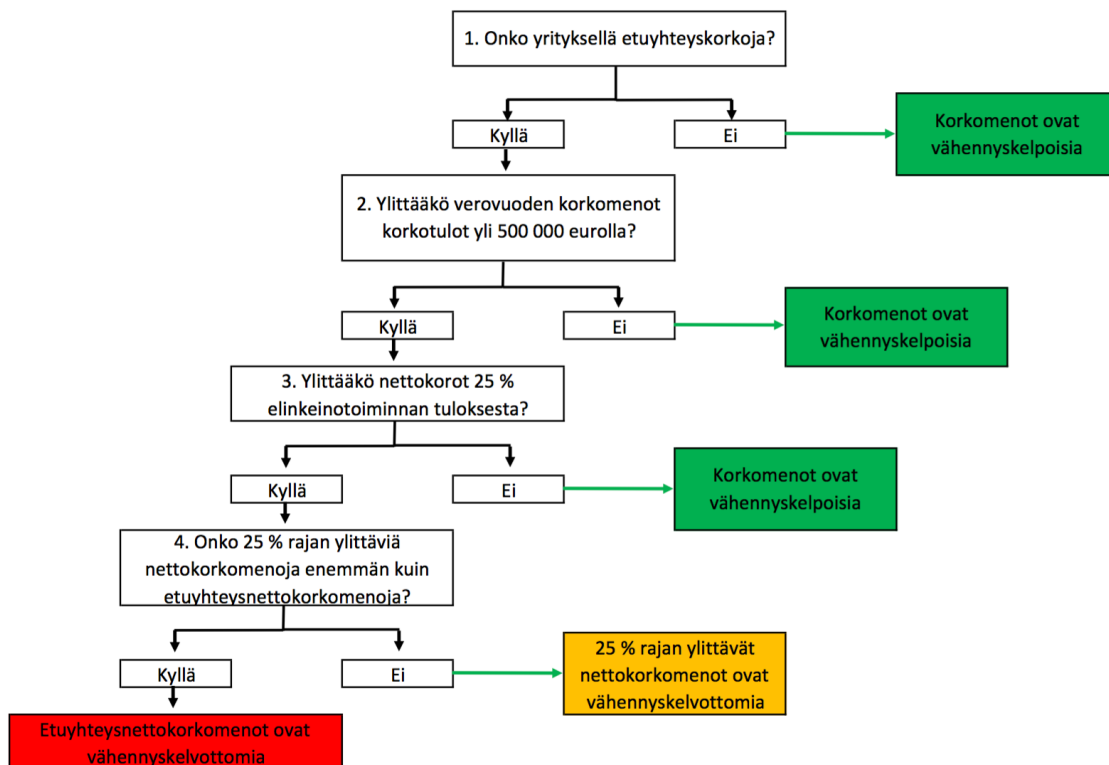 1. Onko yrityksellä etuyhteyskorkoja?
Kyllä
Ei
Korkomenot ovat
vähennyskelpoisia
2. Ylittääkö verovuoden korkomenot
korkotulot yli 500 000 eurolla?
Kyllä
Ei
Korkomenot ovat
vähennyskelpoisia
3. Ylittääkö nettokorot 25 %
elinkeinotoiminnan tuloksesta?
Kyllä
Ei
Korkomenot ovat
vähennyskelpoisia
4. Onko 25 % rajan ylittäviä
nettokorkomenoja enemmän kuin
etuyhteysnettokorkomenoja?
Kyllä
Ei
25 % rajan ylittävät
nettokorkomenot ovat
vähennyskelvottomia
Etuyhteysnettokorkomenot ovat
vähennyskelvottomia